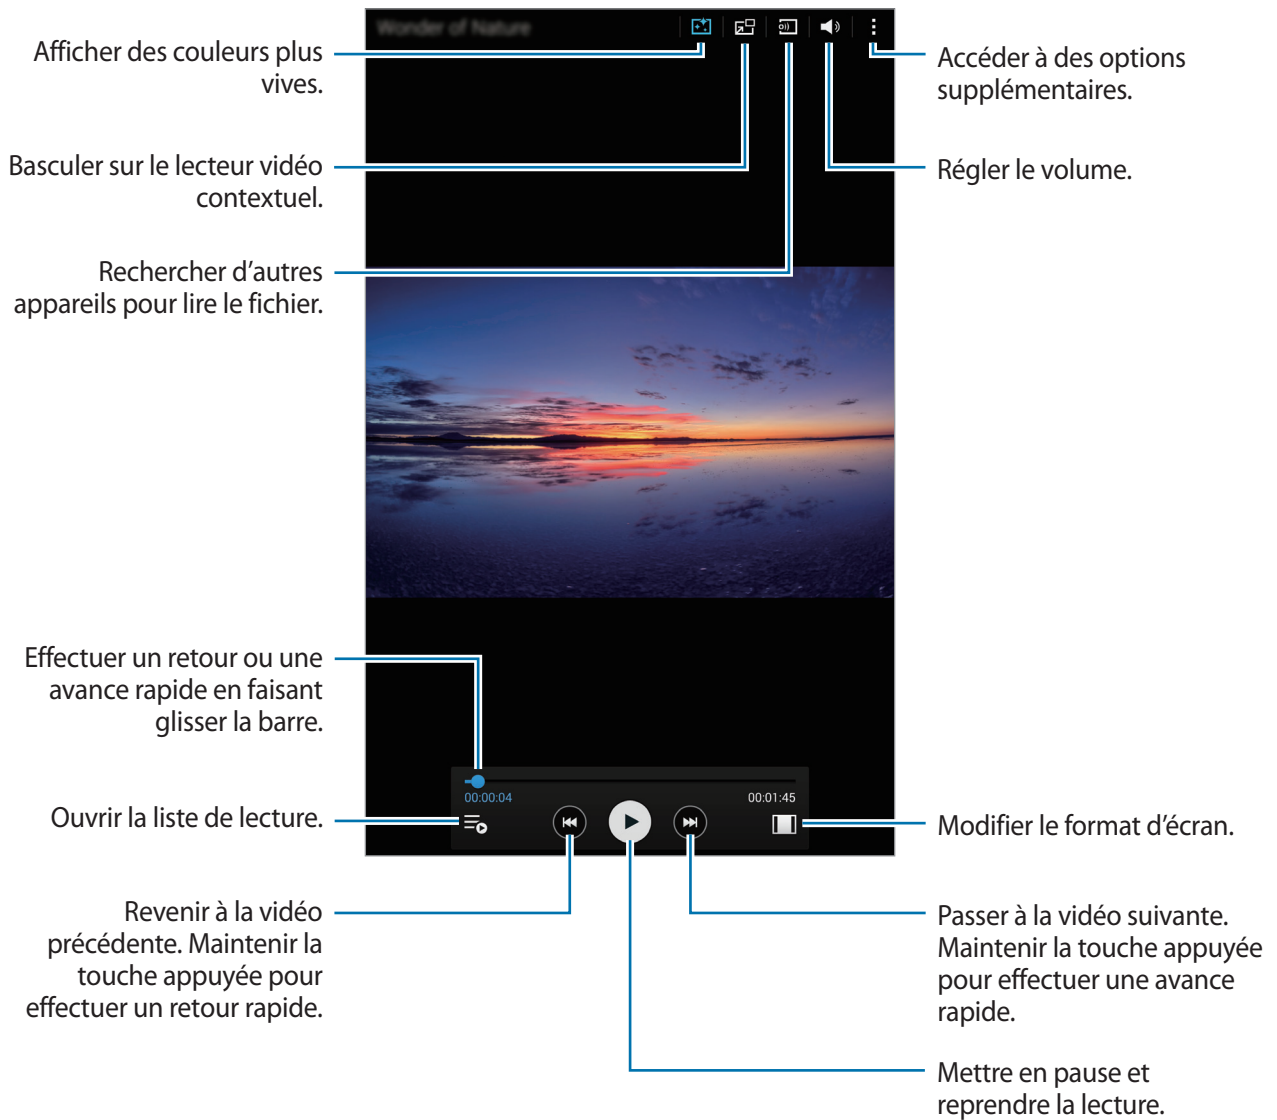 Wonder of Nature
Afficher des couleurs plus
vives.
Accéder à des options
supplémentaires.
Basculer sur le lecteur vidéo
contextuel.
Régler le volume.
Rechercher d’autres
appareils pour lire le fichier.
Effectuer un retour ou une
avance rapide en faisant
glisser la barre.
00:00:04
00:01:45
Ouvrir la liste de lecture.
Modifier le format d’écran.
Revenir à la vidéo
précédente. Maintenir la
touche appuyée pour
effectuer un retour rapide.
Passer à la vidéo suivante.
Maintenir la touche appuyée
pour effectuer une avance
rapide.
Mettre en pause et
reprendre la lecture.